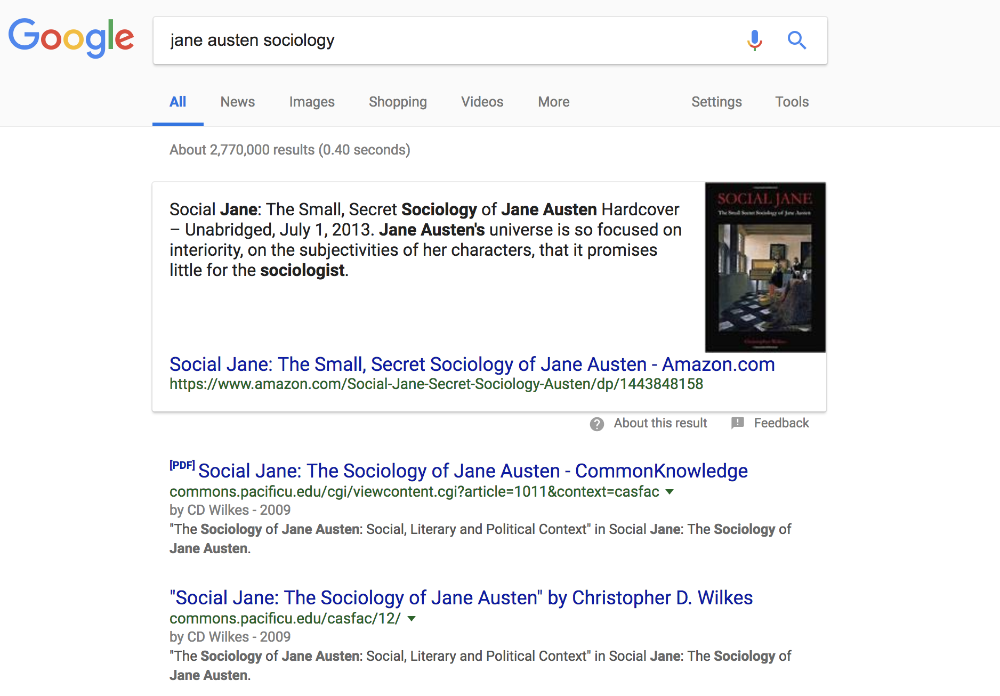 Google
jane austen sociology
All News Images Shopping Videos More Settings Tools
About 2,770,000 results (0.40 seconds)
Social Jane: The Small, Secret Sociology of Jane Austen Hardcover
– Unabridged, July 1, 2013. Jane Austen's universe is so focused on
interiority, on the subjectivities of her characters, that it promises
little for the sociologist.
SOCIAL JANE
The Small Secret Sociology of Jane Austen
Christopher Wilkes
Social Jane: The Small, Secret Sociology of Jane Austen - Amazon.com
https://www.amazon.com/Social-Jane-Secret-Sociology-Austen/dp/1443848158
About this result Feedback
[PDF] Social Jane: The Sociology of Jane Austen - CommonKnowledge
commons.pacificu.edu/cgi/viewcontent.cgi?article=1011&context=casfac
by CD Wilkes - 2009
"The Sociology of Jane Austen: Social, Literary and Political Context" in Social Jane: The Sociology of
Jane Austen.
"Social Jane: The Sociology of Jane Austen" by Christopher D. Wilkes
commons.pacificu.edu/casfac/12/
by CD Wilkes - 2009
"The Sociology of Jane Austen: Social, Literary and Political Context" in Social Jane: The Sociology of
Jane Austen.